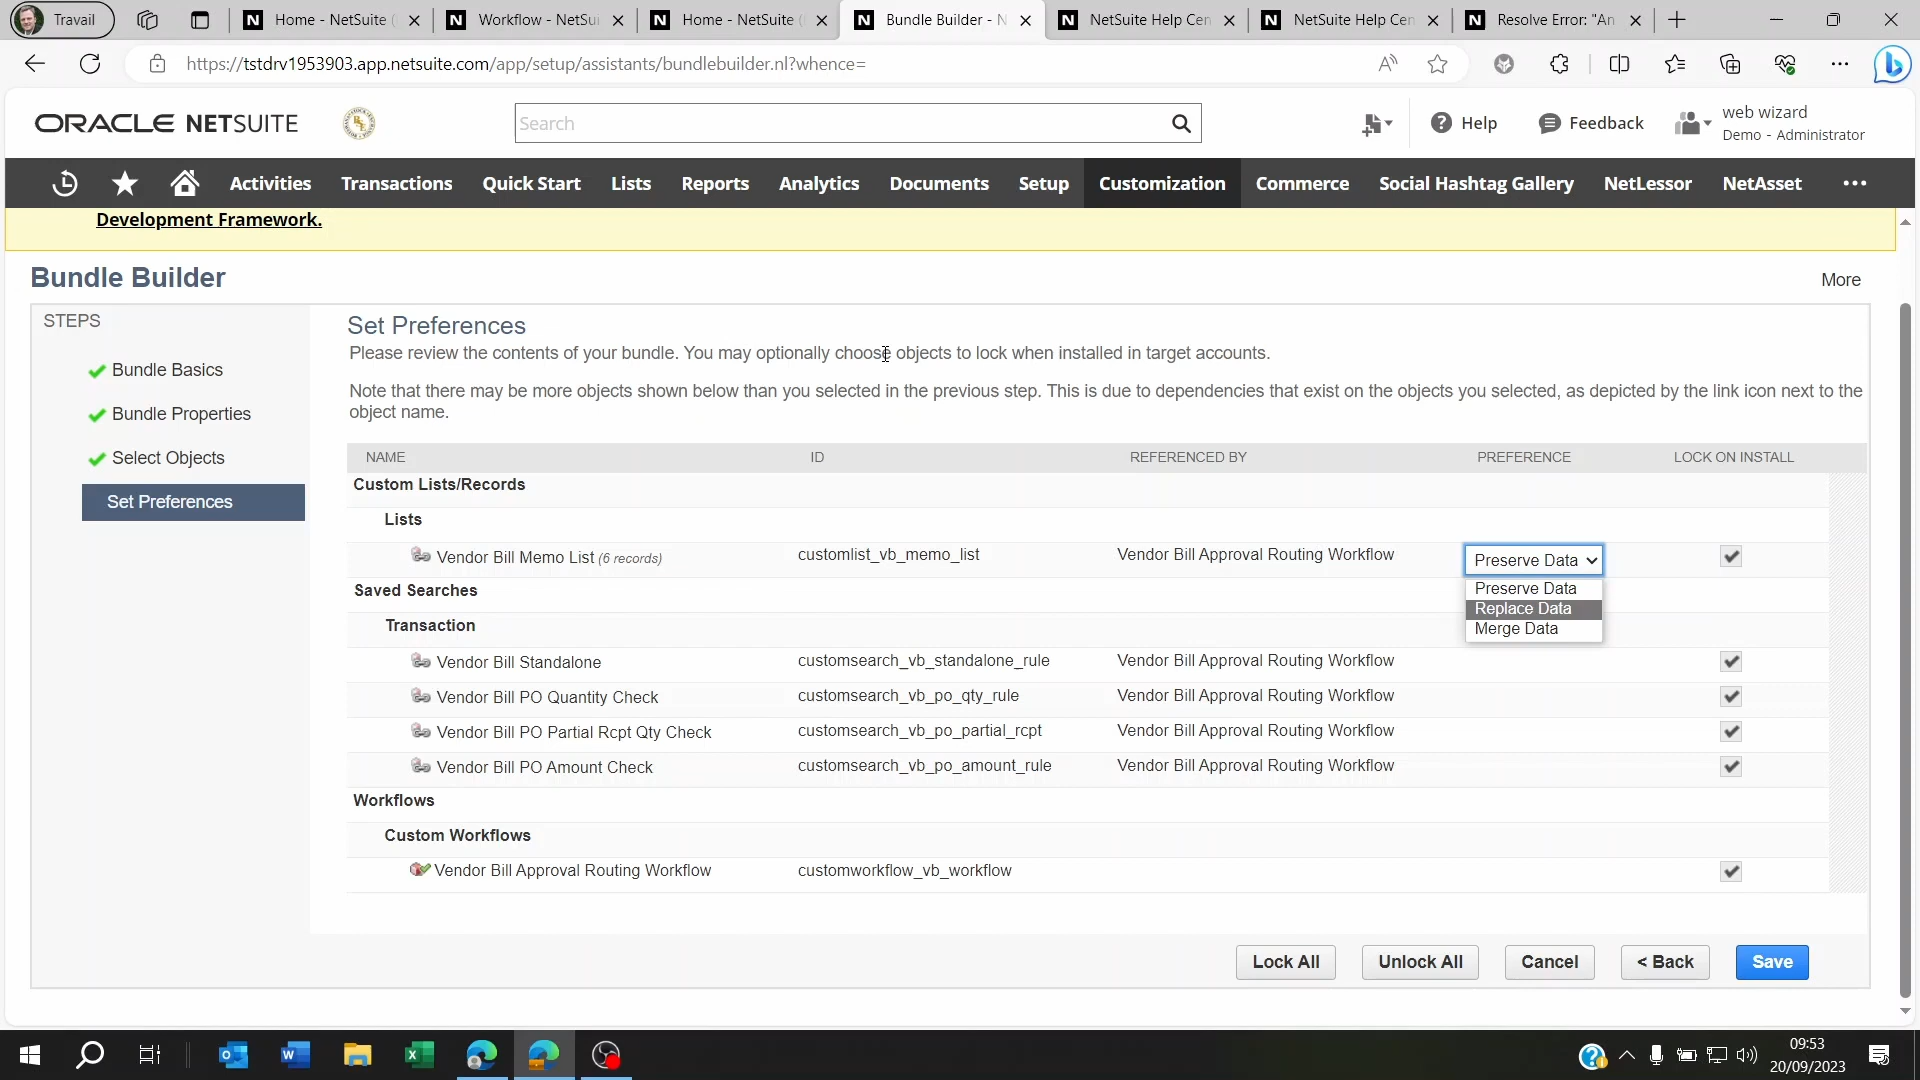 Travail
Home - NetSuite (
Workflow - NetSui
Home - NetSuite (
Bundle Builder - N
NetSuite Help Cen
NetSuite Help Cen
Resolve Error: "An
https://tstdrv1953903.app.netsuite.com/app/setup/assistants/bundlebuilder.nl?whence=
ORACLE NETSUITE
Search
Help
Feedback
web wizard
Demo - Administrator
Activities Transactions Quick Start Lists Reports Analytics Documents Setup Customization Commerce Social Hashtag Gallery NetLessor NetAsset
Development Framework.
Bundle Builder
More
STEPS
Bundle Basics
Bundle Properties
Select Objects
Set Preferences
Set Preferences
Please review the contents of your bundle. You may optionally choose objects to lock when installed in target accounts.
Note that there may be more objects shown below than you selected in the previous step. This is due to dependencies that exist on the objects you selected, as depicted by the link icon next to the
object name.
NAME ID REFERENCED BY PREFERENCE LOCK ON INSTALL
Custom Lists/Records
Lists
Vendor Bill Memo List (6 records) customlist_vb_memo_list Vendor Bill Approval Routing Workflow Preserve Data
Preserve Data
Replace Data
Merge Data
Saved Searches
Transaction
Vendor Bill Standalone customsearch_vb_standalone_rule Vendor Bill Approval Routing Workflow
Vendor Bill PO Quantity Check customsearch_vb_po_qty_rule Vendor Bill Approval Routing Workflow
Vendor Bill PO Partial Rcpt Qty Check customsearch_vb_po_partial_rcpt Vendor Bill Approval Routing Workflow
Vendor Bill PO Amount Check customsearch_vb_po_amount_rule Vendor Bill Approval Routing Workflow
Workflows
Custom Workflows
Vendor Bill Approval Routing Workflow customworkflow_vb_workflow
Lock All
Unlock All
Cancel
< Back
Save
09:53
20/09/2023